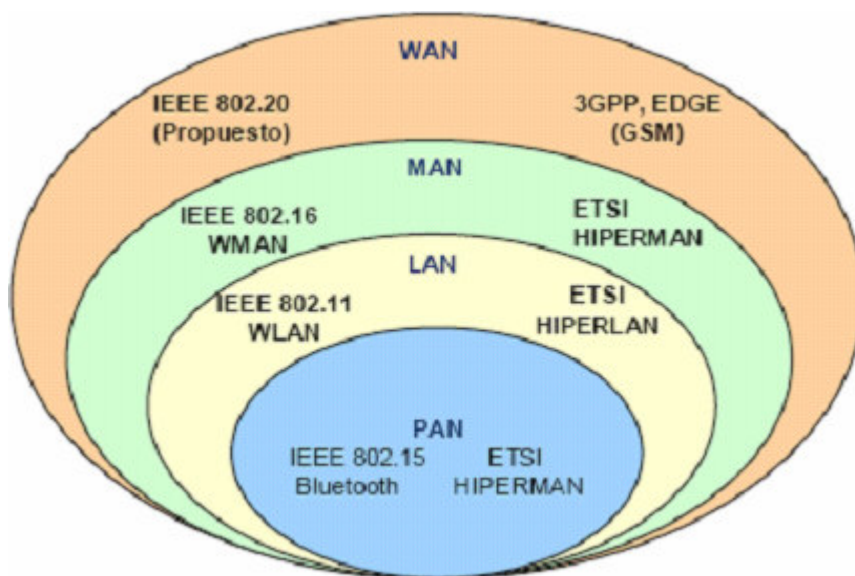 WAN
IEEE 802.20
(Propuesto)
3GPP, EDGE
(GSM)
MAN
IEEE 802.16
WMAN
ETSI
HIPERMAN
LAN
IEEE 802.11
WLAN
ETSI
HIPERLAN
PAN
IEEE 802.15
Bluetooth
ETSI
HIPERMAN